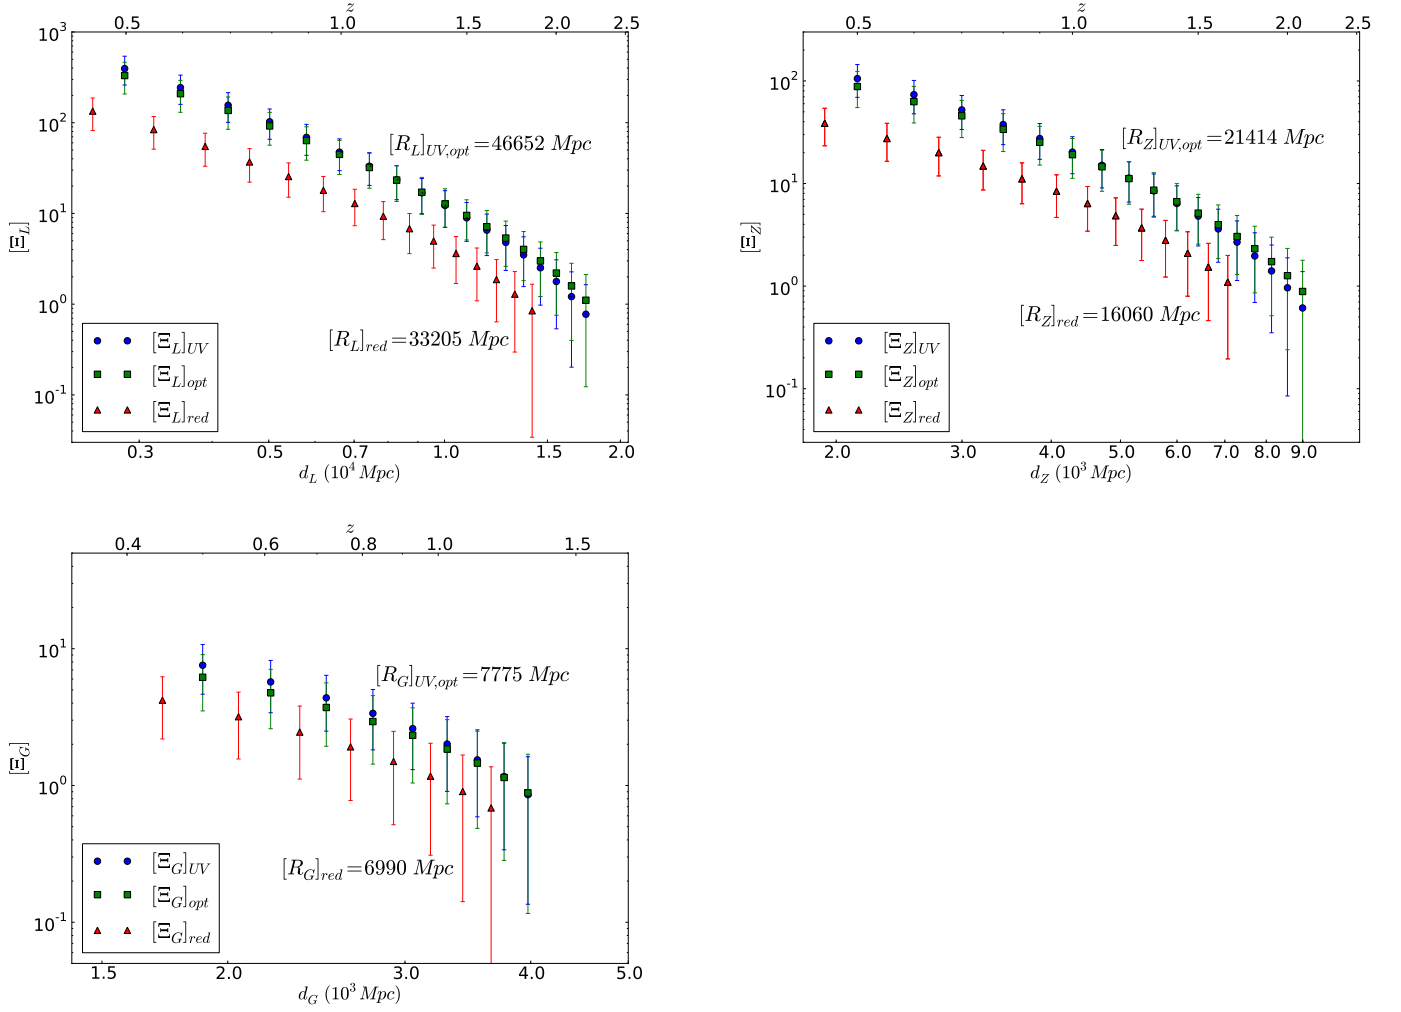 z
0.5 1.0 1.5 2.0 2.5
10^3
10^2
10^1
10^0
10^-1
[Ξ_L]
[R_L]_UV,opt=46652 Mpc
[R_L]_red=33205 Mpc
[Ξ_L]_UV
[Ξ_L]_opt
[Ξ_L]_red
0.3 0.5 0.7 1.0 1.5 2.0
d_L (10^4 Mpc)
z
0.5 1.0 1.5 2.0 2.5
10^2
10^1
10^0
10^-1
[Ξ_Z]
[R_Z]_UV,opt=21414 Mpc
[R_Z]_red=16060 Mpc
[Ξ_Z]_UV
[Ξ_Z]_opt
[Ξ_Z]_red
2.0 3.0 4.0 5.0 6.0 7.0 8.0 9.0
d_Z (10^3 Mpc)
z
0.4 0.6 0.8 1.0 1.5
10^1
10^0
10^-1
[Ξ_G]
[R_G]_UV,opt=7775 Mpc
[R_G]_red=6990 Mpc
[Ξ_G]_UV
[Ξ_G]_opt
[Ξ_G]_red
1.5 2.0 3.0 4.0 5.0
d_G (10^3 Mpc)